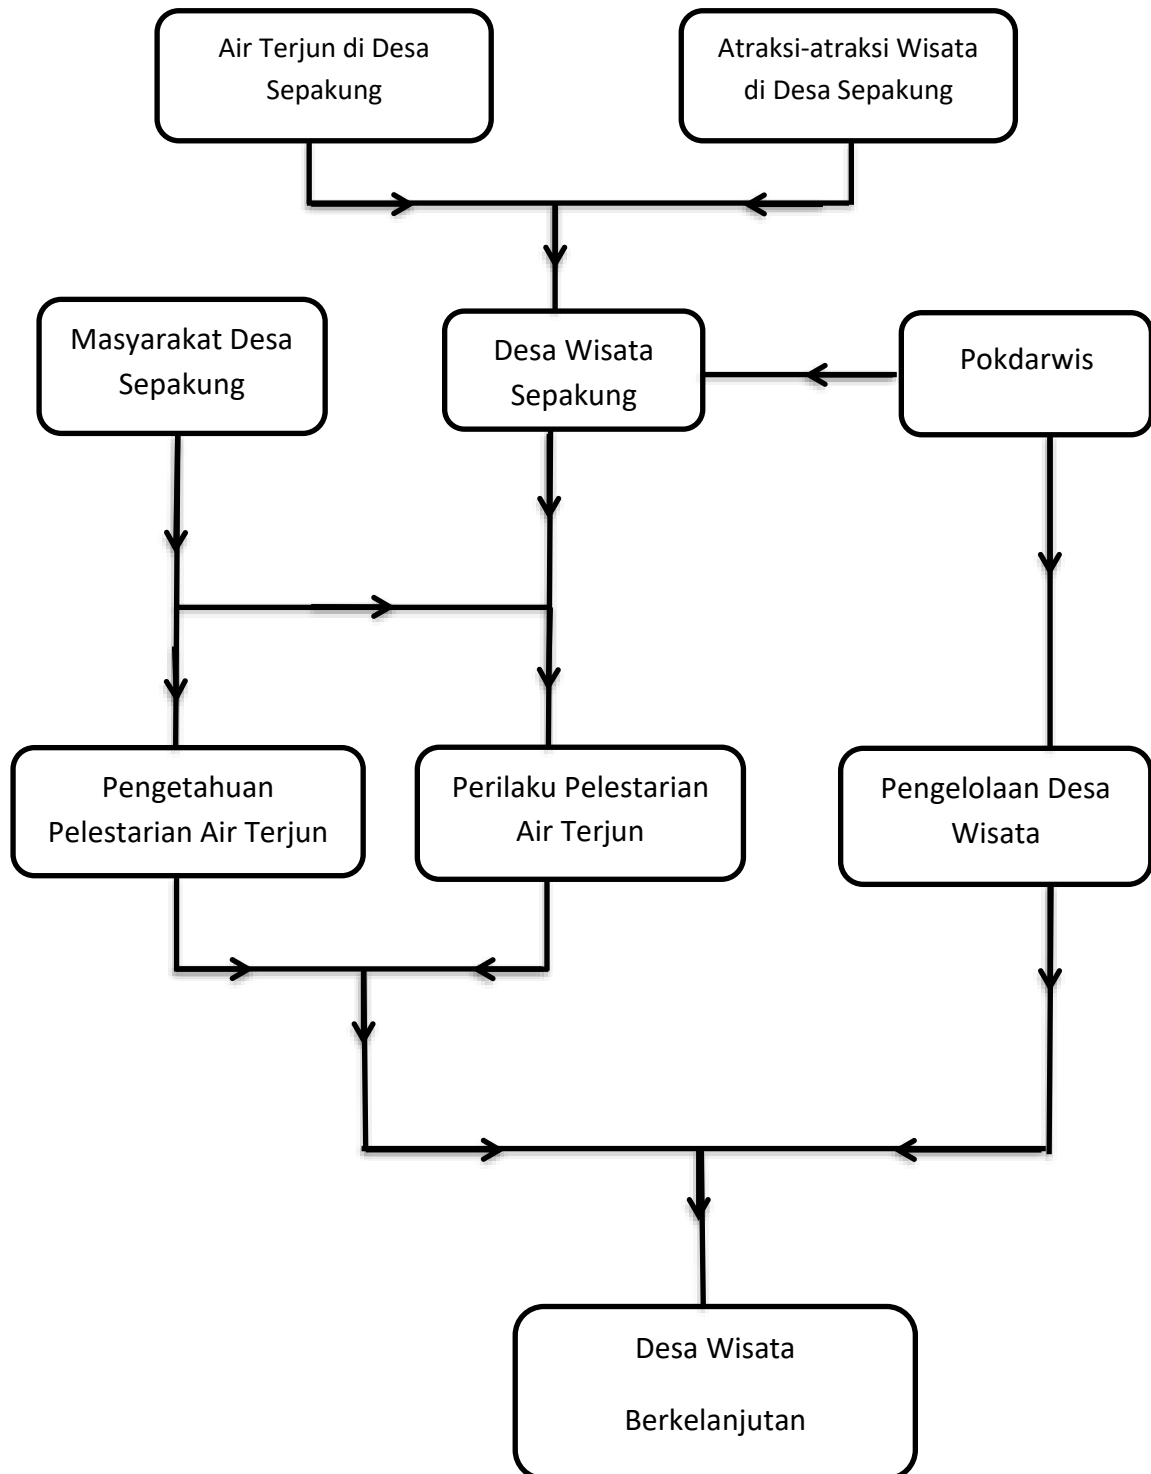 Air Terjun di Desa
Sepakung
Atraksi-atraksi Wisata
di Desa Sepakung
Masyarakat Desa
Sepakung
Desa Wisata
Sepakung
Pokdarwis
Pengetahuan
Pelestarian Air Terjun
Perilaku Pelestarian
Air Terjun
Pengelolaan Desa
Wisata
Desa Wisata
Berkelanjutan